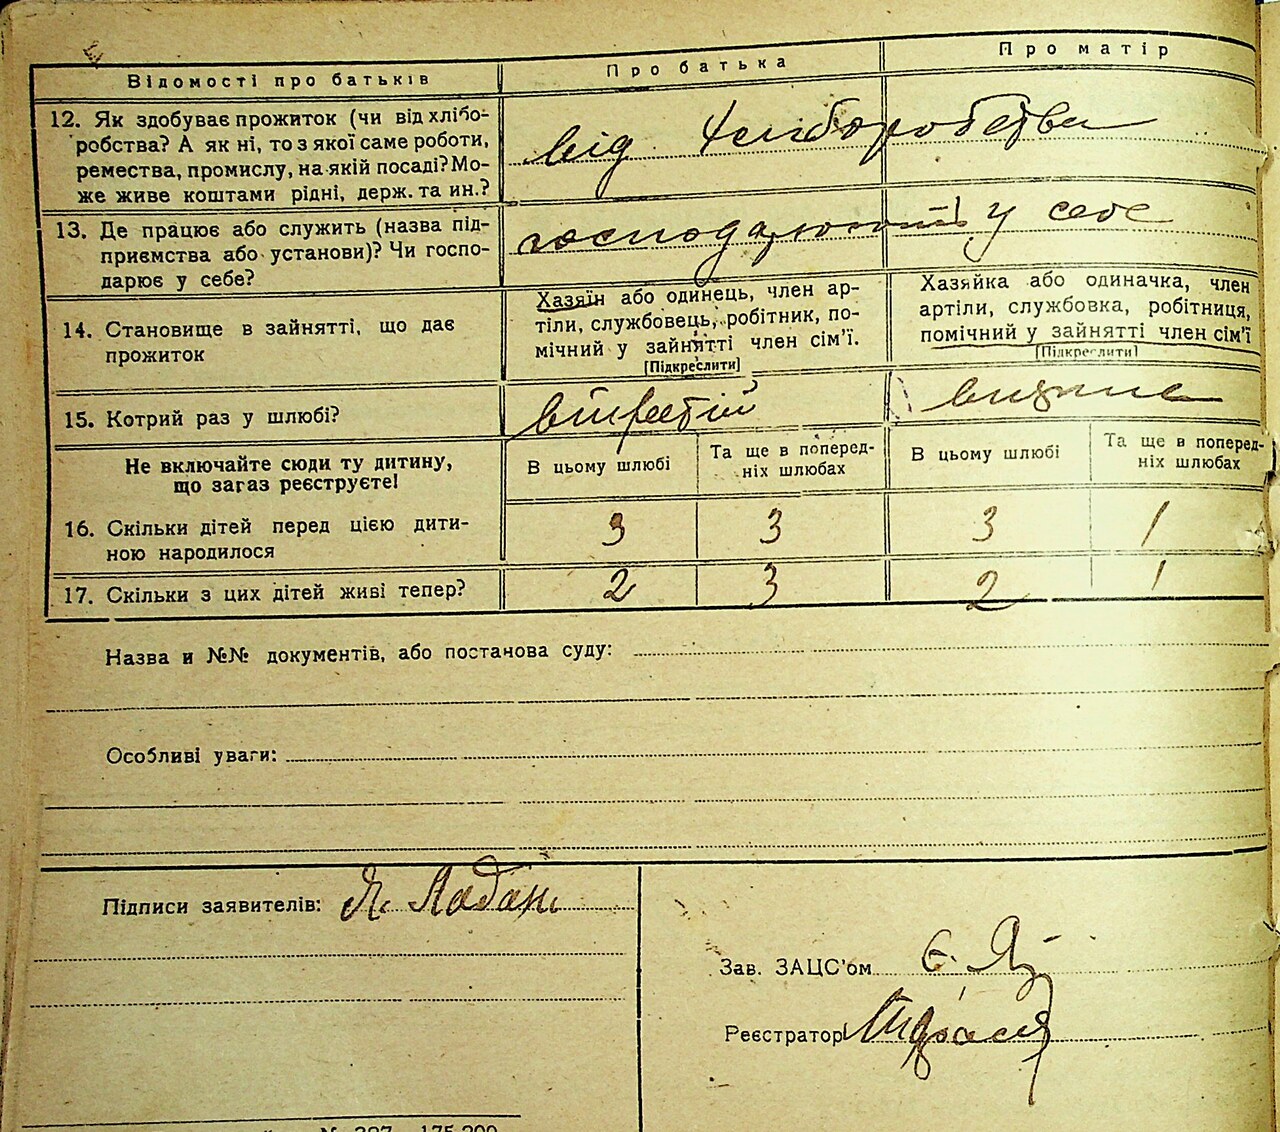 Відомості про батьків
Про батька
Про матір
12. Як здобуває прожиток (чи від хлібо-
робства? А як ні, то з якої саме роботи,
ремества, промислу, на якій посаді? Мо-
же живе коштами рідні, держ. та ин.?
від хліборобства
13. Де працює або служить (назва під-
приємства або установи)? Чи госпо-
дарює у себе?
у себе
14. Становище в зайнятті, що дає
прожиток
Хазяїн або одинець, член ар-
тіли, службовець, робітник, по-
мічний у зайнятті член сім’ї.
[Підкреслити]
Хазяйка або одиначка, член
артіли, службовка, робітниця,
помічний у зайнятті член сім’ї
[Підкреслити]
15. Котрий раз у шлюбі?
Не включайте сюди ту дитину,
що загаз реєструєте!
В цьому шлюбі
Та ще в поперед-
ніх шлюбах
В цьому шлюбі
Та ще в поперед-
ніх шлюбах
16. Скільки дітей перед цією дити-
ною народилося
3 3 3 1
17. Скільки з цих дітей живі тепер?
2 3 2 1
Назва и №№ документів, або постанова суду:
Особливі уваги:
Підписи заявителів:
Зав. ЗАЦС’ом
Реєстратор